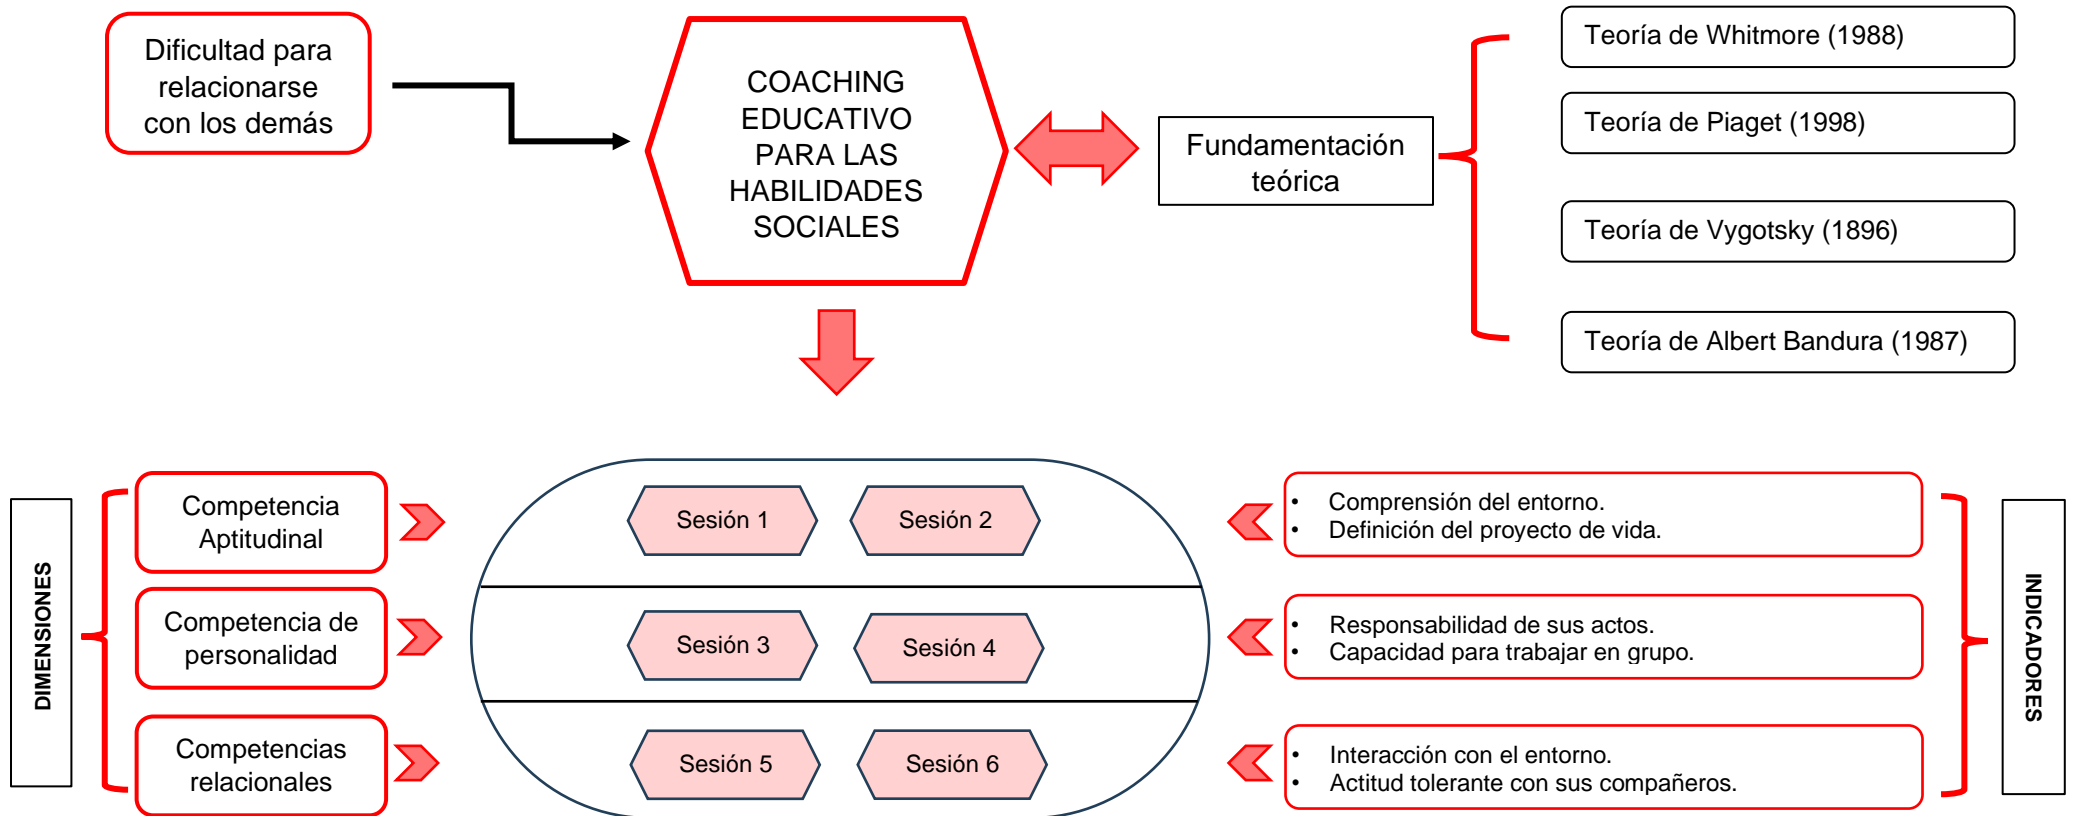 Dificultad para
relacionarse
con los demás
COACHING
EDUCATIVO
PARA LAS
HABILIDADES
SOCIALES
Fundamentación
teórica
Teoría de Whitmore (1988)
Teoría de Piaget (1998)
Teoría de Vygotsky (1896)
Teoría de Albert Bandura (1987)
DIMENSIONES
Competencia
Aptitudinal
Sesión 1
Sesión 2
• Comprensión del entorno.
• Definición del proyecto de vida.
Competencia de
personalidad
Sesión 3
Sesión 4
• Responsabilidad de sus actos.
• Capacidad para trabajar en grupo.
Competencias
relacionales
Sesión 5
Sesión 6
• Interacción con el entorno.
• Actitud tolerante con sus compañeros.
INDICADORES